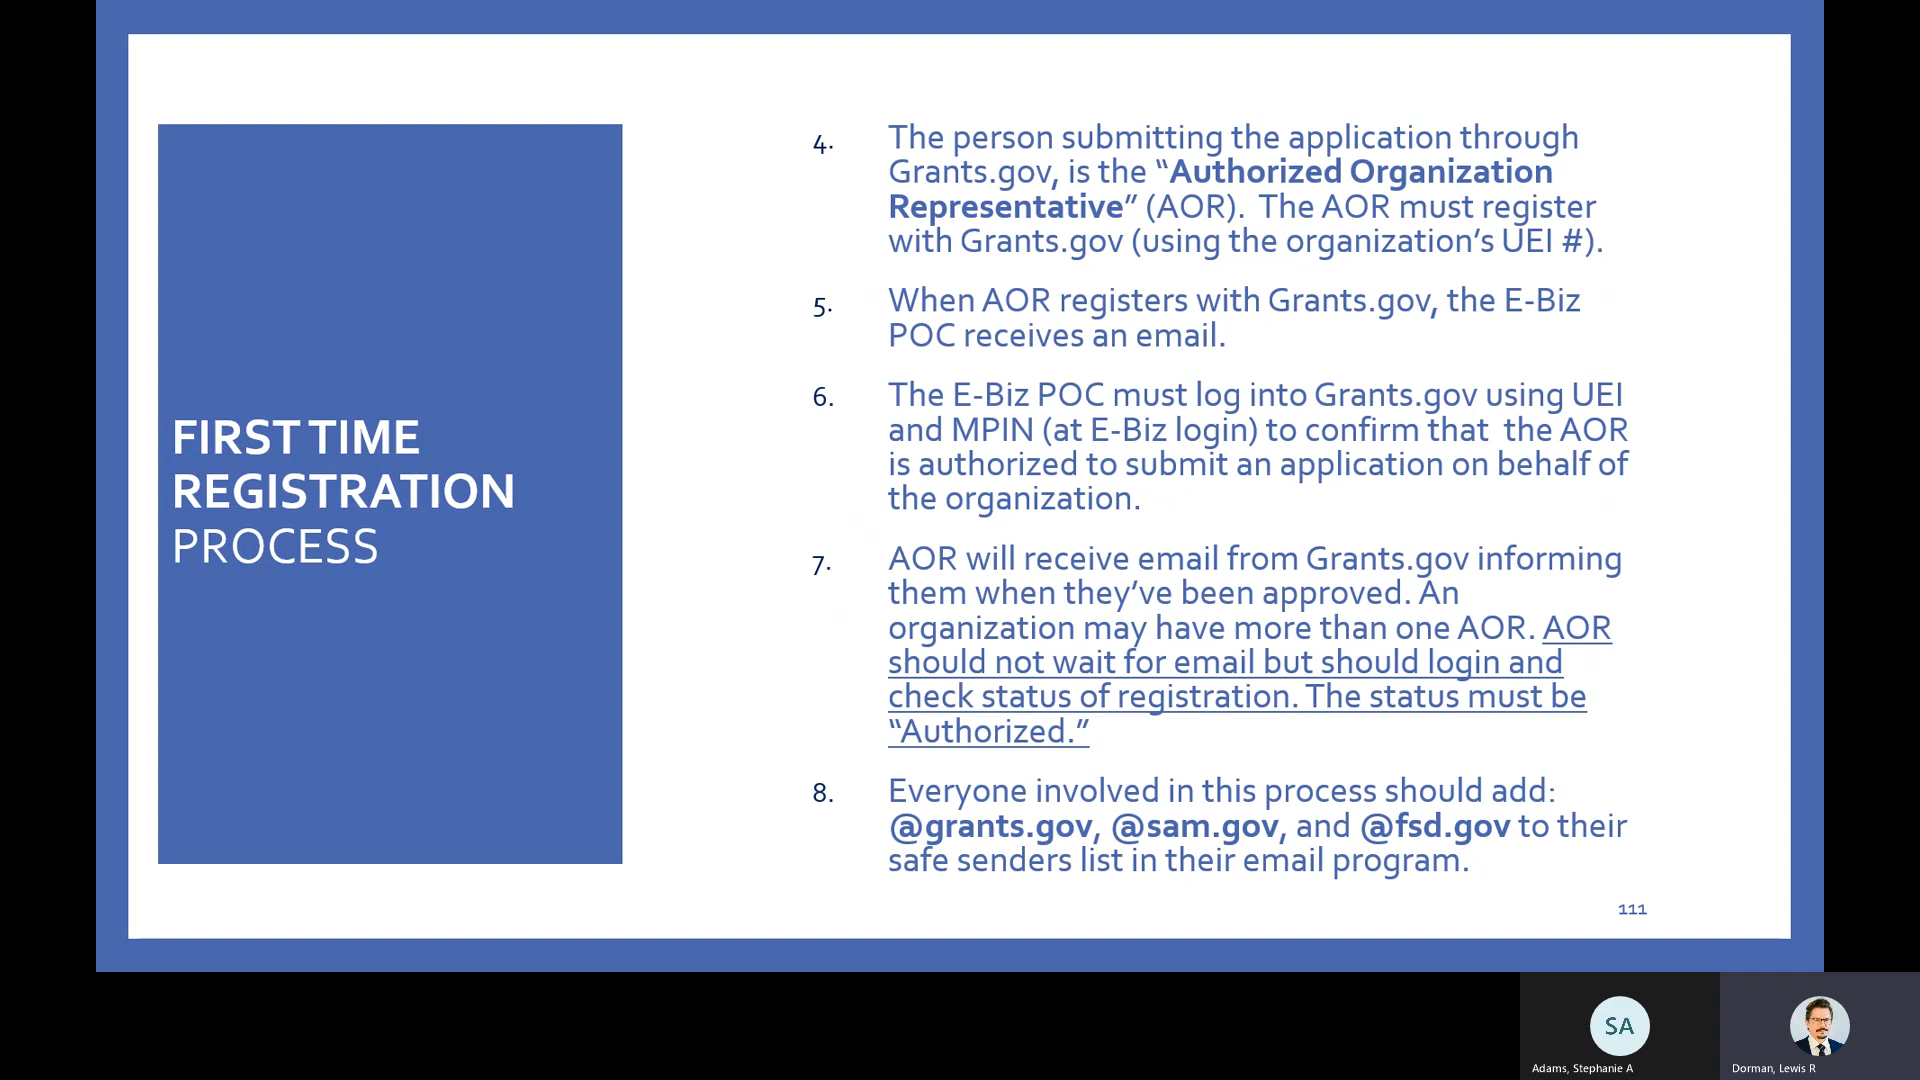 FIRST TIME
REGISTRATION
PROCESS
4. The person submitting the application through
Grants.gov, is the “Authorized Organization
Representative” (AOR).  The AOR must register
with Grants.gov (using the organization’s UEI #).
5. When AOR registers with Grants.gov, the E-Biz
POC receives an email.
6. The E-Biz POC must log into Grants.gov using UEI
and MPIN (at E-Biz login) to confirm that  the AOR
is authorized to submit an application on behalf of
the organization.
7. AOR will receive email from Grants.gov informing
them when they’ve been approved. An
organization may have more than one AOR. AOR
should not wait for email but should login and
check status of registration. The status must be
“Authorized.”
8. Everyone involved in this process should add:
@grants.gov, @sam.gov, and @fsd.gov to their
safe senders list in their email program.
111
SA
Adams, Stephanie A
Dorman, Lewis R